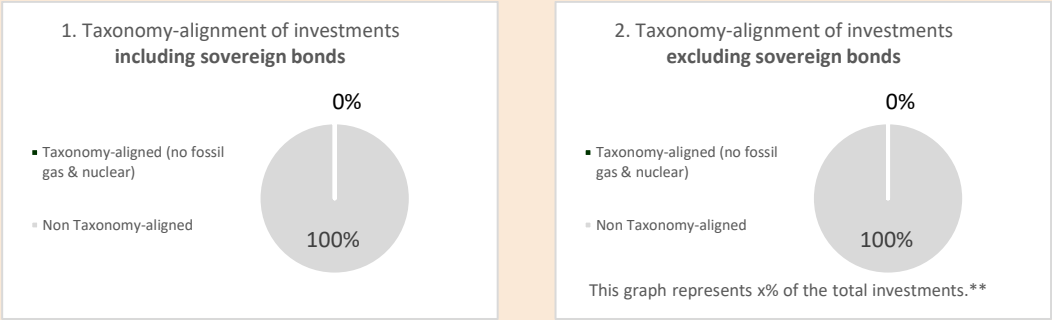 1. Taxonomy-alignment of investments
including sovereign bonds
0%
Taxonomy-aligned (no fossil
gas & nuclear)
Non Taxonomy-aligned
100%
2. Taxonomy-alignment of investments
excluding sovereign bonds
0%
Taxonomy-aligned (no fossil
gas & nuclear)
Non Taxonomy-aligned
100%
This graph represents x% of the total investments.**